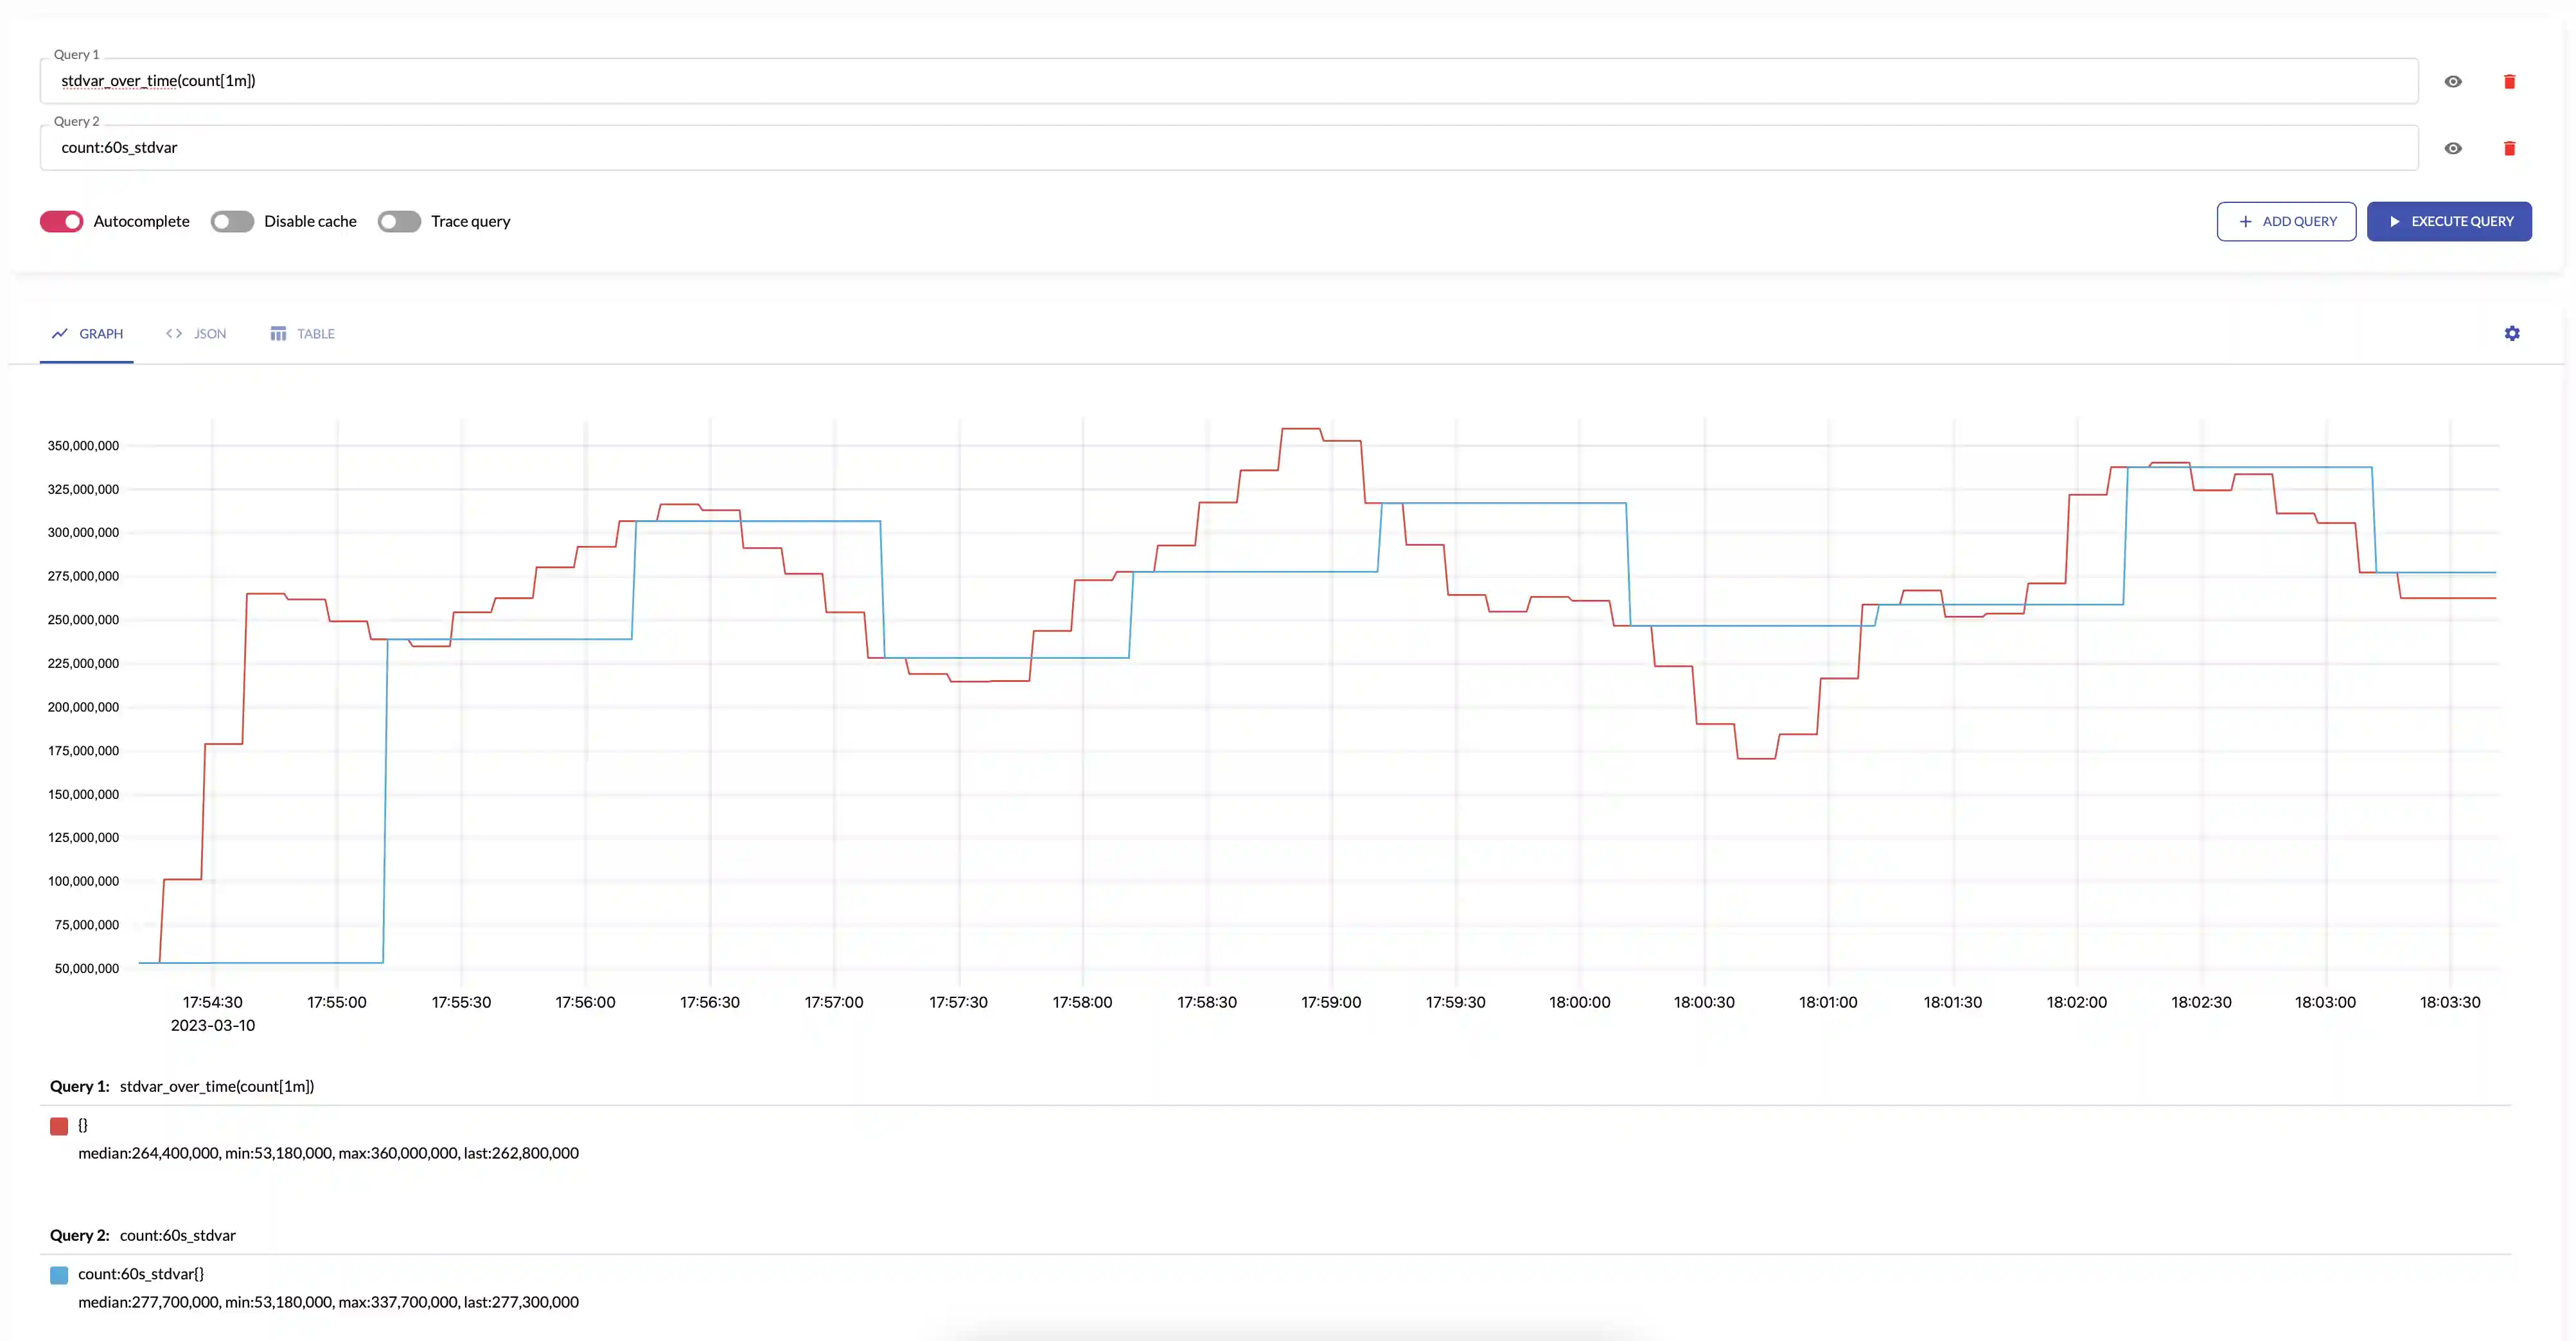 Query 1
stdvar_over_time(count[1m])
Query 2
count:60s_stdvar
Autocomplete Disable cache Trace query ADD QUERY EXECUTE QUERY
GRAPH JSON TABLE
350,000,000
325,000,000
300,000,000
275,000,000
250,000,000
225,000,000
200,000,000
175,000,000
150,000,000
125,000,000
100,000,000
75,000,000
50,000,000
17:54:30 17:55:00 17:55:30 17:56:00 17:56:30 17:57:00 17:57:30 17:58:00 17:58:30 17:59:00 17:59:30 18:00:00 18:00:30 18:01:00 18:01:30 18:02:00 18:02:30 18:03:00 18:03:30
2023-03-10
Query 1: stdvar_over_time(count[1m])
{}
median:264,400,000, min:53,180,000, max:360,000,000, last:262,800,000
Query 2: count:60s_stdvar
count:60s_stdvar{}
median:277,700,000, min:53,180,000, max:337,700,000, last:277,300,000